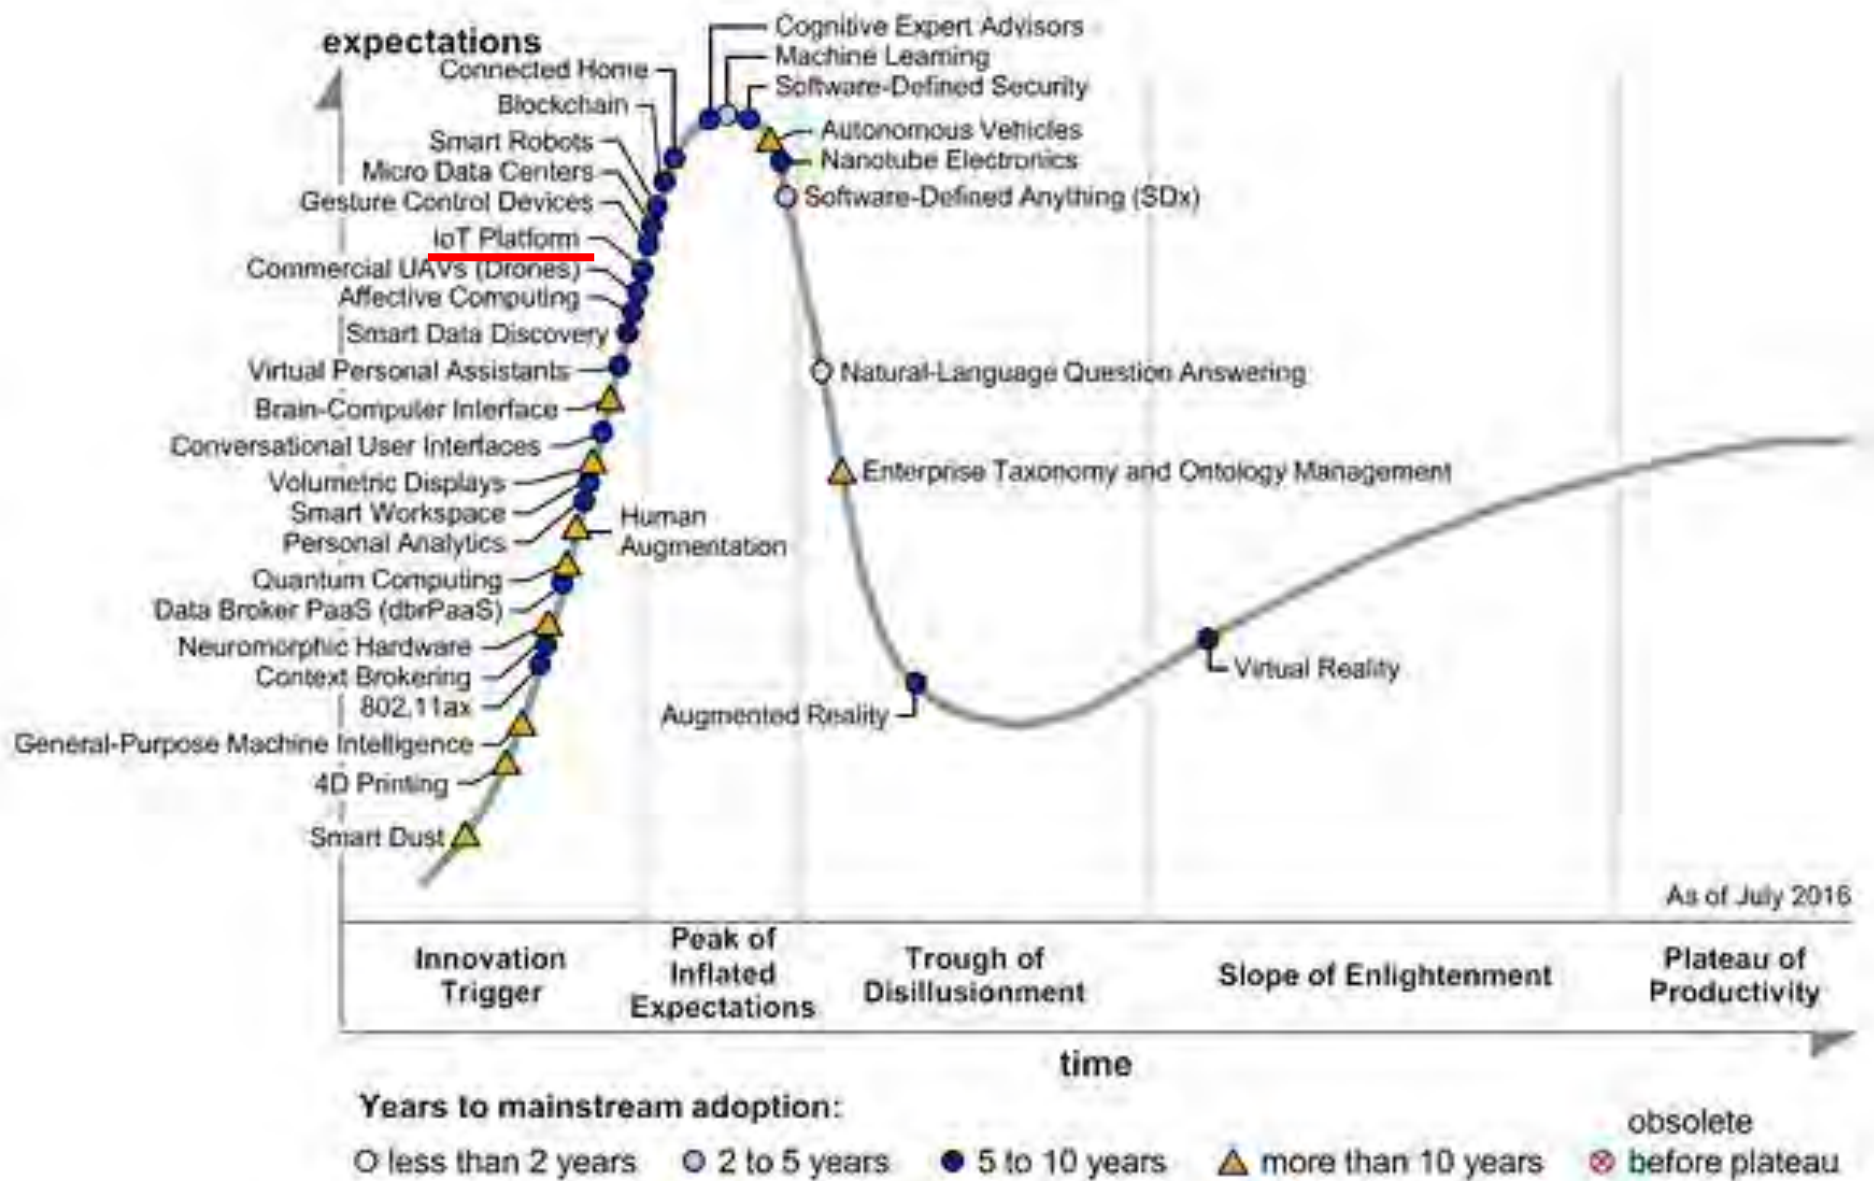 expectations
Cognitive Expert Advisors
Machine Learning
Software-Defined Security
Connected Home
Blockchain
Smart Robots
Micro Data Centers
Gesture Control Devices
IoT Platform
Commercial UAVs (Drones)
Affective Computing
Smart Data Discovery
Virtual Personal Assistants
Brain-Computer Interface
Conversational User Interfaces
Volumetric Displays
Smart Workspace
Personal Analytics
Quantum Computing
Data Broker PaaS (dbrPaaS)
Neuromorphic Hardware
Context Brokering
802.11ax
General-Purpose Machine Intelligence
4D Printing
Smart Dust
Human
Augmentation
Autonomous Vehicles
Nanotube Electronics
Software-Defined Anything (SDx)
Natural-Language Question Answering
Enterprise Taxonomy and Ontology Management
Augmented Reality
Virtual Reality
As of July 2016
Innovation
Trigger
Peak of
Inflated
Expectations
Trough of
Disillusionment
Slope of Enlightenment
Plateau of
Productivity
time
Years to mainstream adoption:
less than 2 years
2 to 5 years
5 to 10 years
more than 10 years
obsolete
before plateau